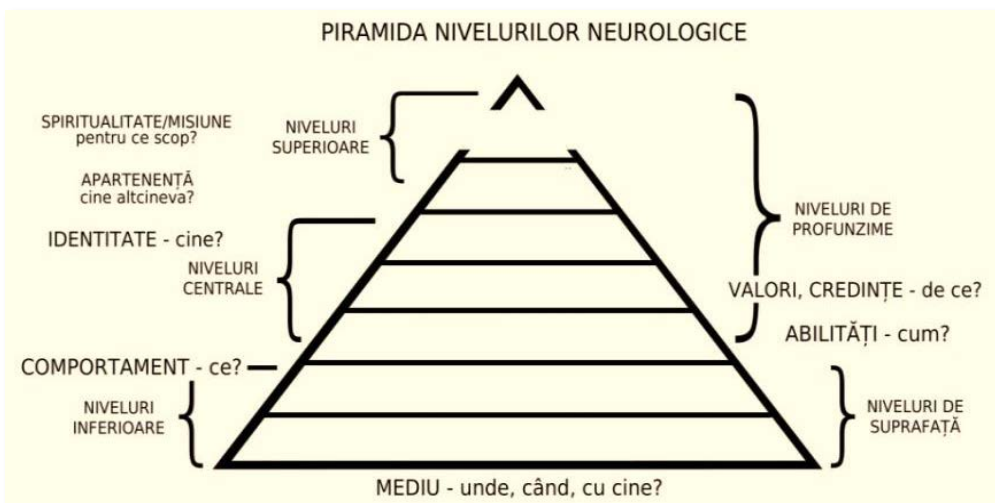 PIRAMIDA NIVELURILOR NEUROLOGICE
SPIRITUALITATE/MISIUNE
pentru ce scop?
NIVELURI
SUPERIOARE
APARTENENȚĂ
cine altcineva?
IDENTITATE - cine?
NIVELURI
CENTRALE
NIVELURI DE
PROFUNZIME
VALORI, CREDINȚE - de ce?
ABILITĂȚI - cum?
COMPORTAMENT - ce?
NIVELURI
INFERIOARE
NIVELURI DE
SUPRAFAȚĂ
MEDIU - unde, când, cu cine?